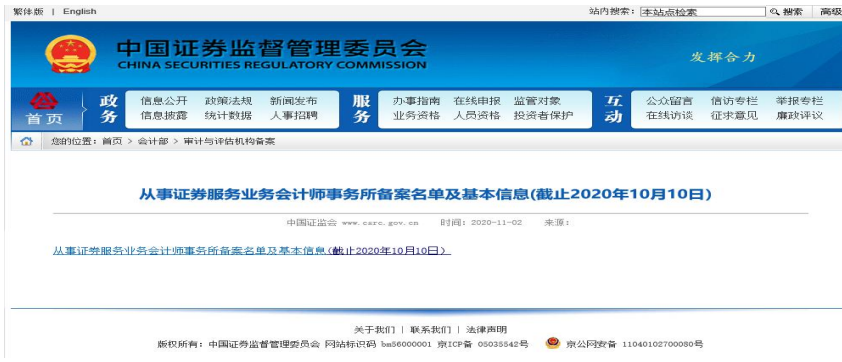 繁体版 | English 站内搜索: 本站点检索 搜索 高级
中国证券监督管理委员会
CHINA SECURITIES REGULATORY COMMISSION
发挥合力
首页 政务 信息公开 政策法规 新闻发布 服务 办事指南 在线申报 监管对象 互动 公众留言 信访专栏 举报专栏
信息披露 统计数据 人事招聘 业务资格 人员资格 投资者保护 在线访谈 征求意见 廉政评议
您的位置: 首页 > 会计部 > 审计与评估机构备案
从事证券服务业务会计师事务所备案名单及基本信息(截止2020年10月10日)
中国证监会 www.csrc.gov.cn 时间: 2020-11-02 来源:
从事证券服务业务会计师事务所备案名单及基本信息(截止2020年10月10日)
关于我们 | 联系我们 | 法律声明
版权所有: 中国证券监督管理委员会 网站标识码 bm56000001 京ICP备 05035542号 京公网安备 11040102700080号